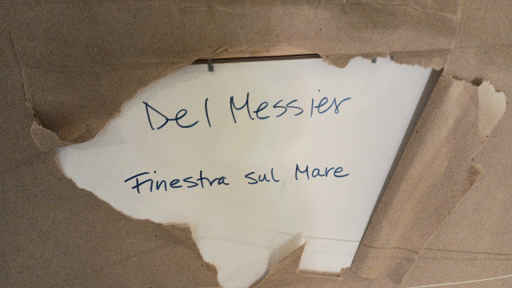 Del Messier
Finestra sul Mare